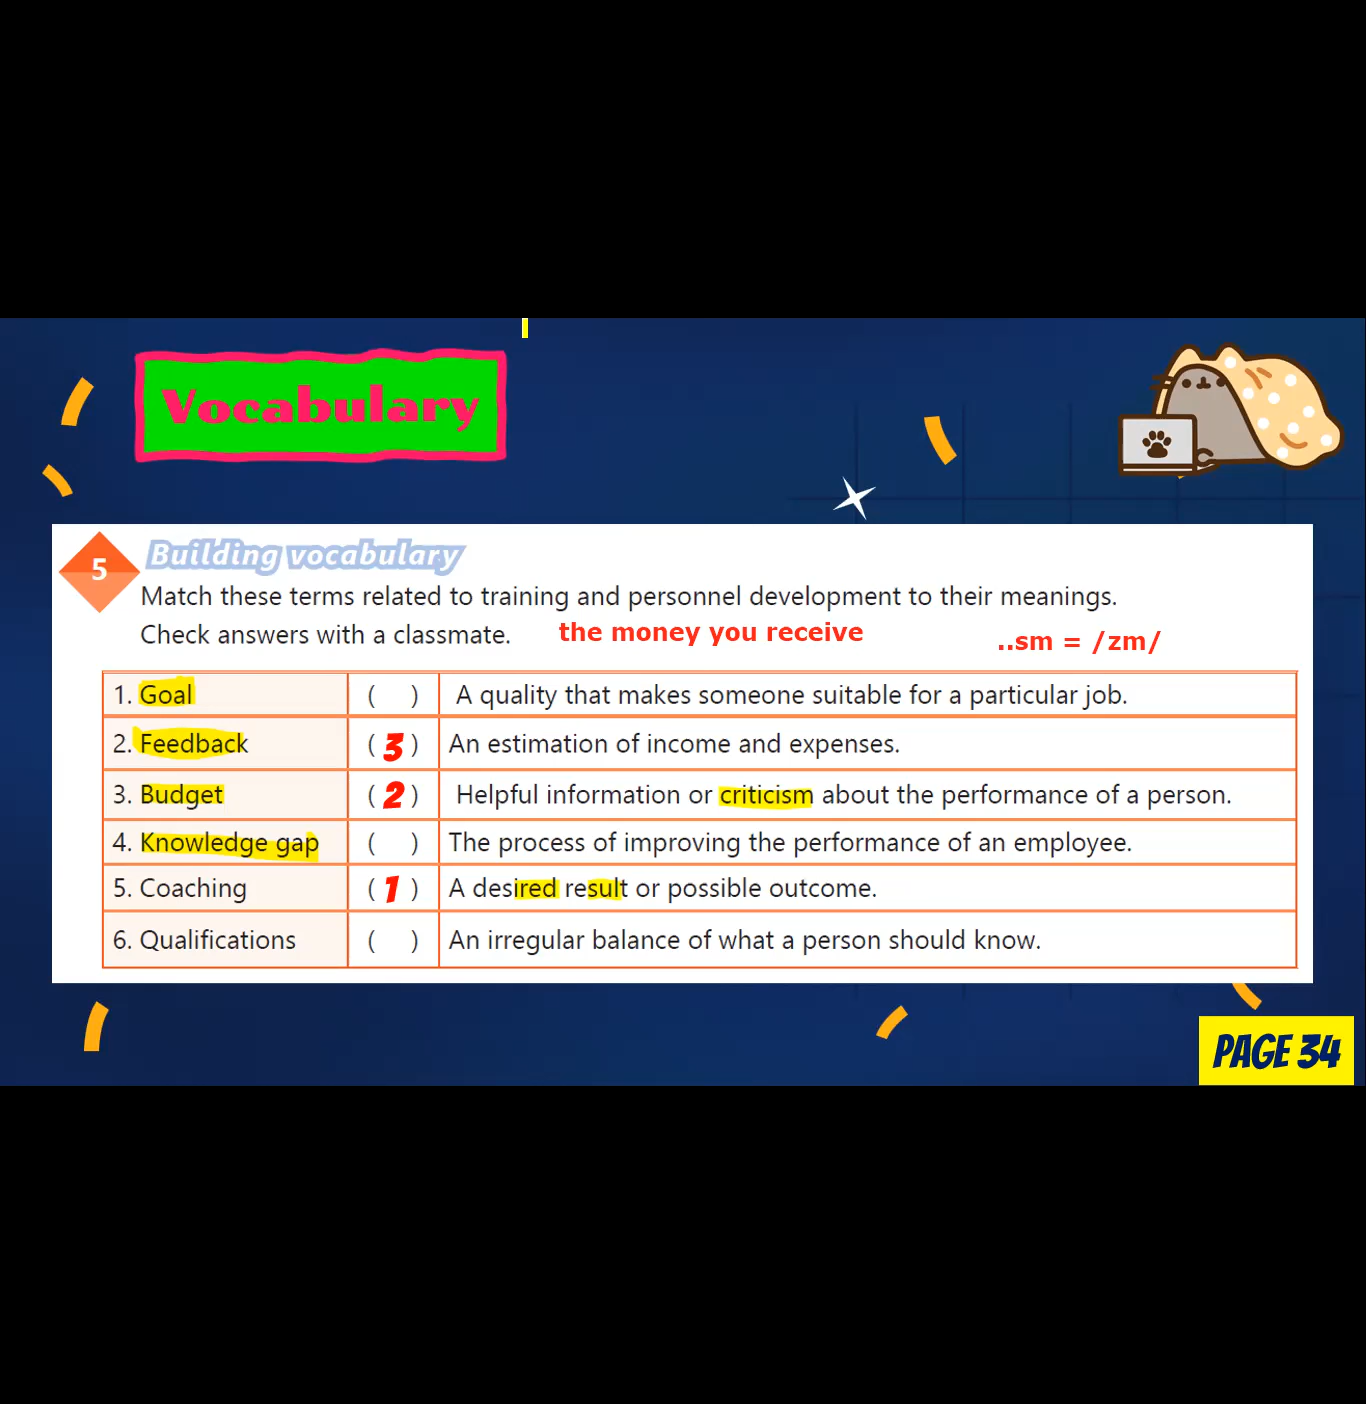 Vocabulary
5
Building vocabulary
Match these terms related to training and personnel development to their meanings.
Check answers with a classmate.
the money you receive
..sm = /zm/
1. Goal ( ) A quality that makes someone suitable for a particular job.
2. Feedback (3) An estimation of income and expenses.
3. Budget (2) Helpful information or criticism about the performance of a person.
4. Knowledge gap ( ) The process of improving the performance of an employee.
5. Coaching (1) A desired result or possible outcome.
6. Qualifications ( ) An irregular balance of what a person should know.
PAGE 34